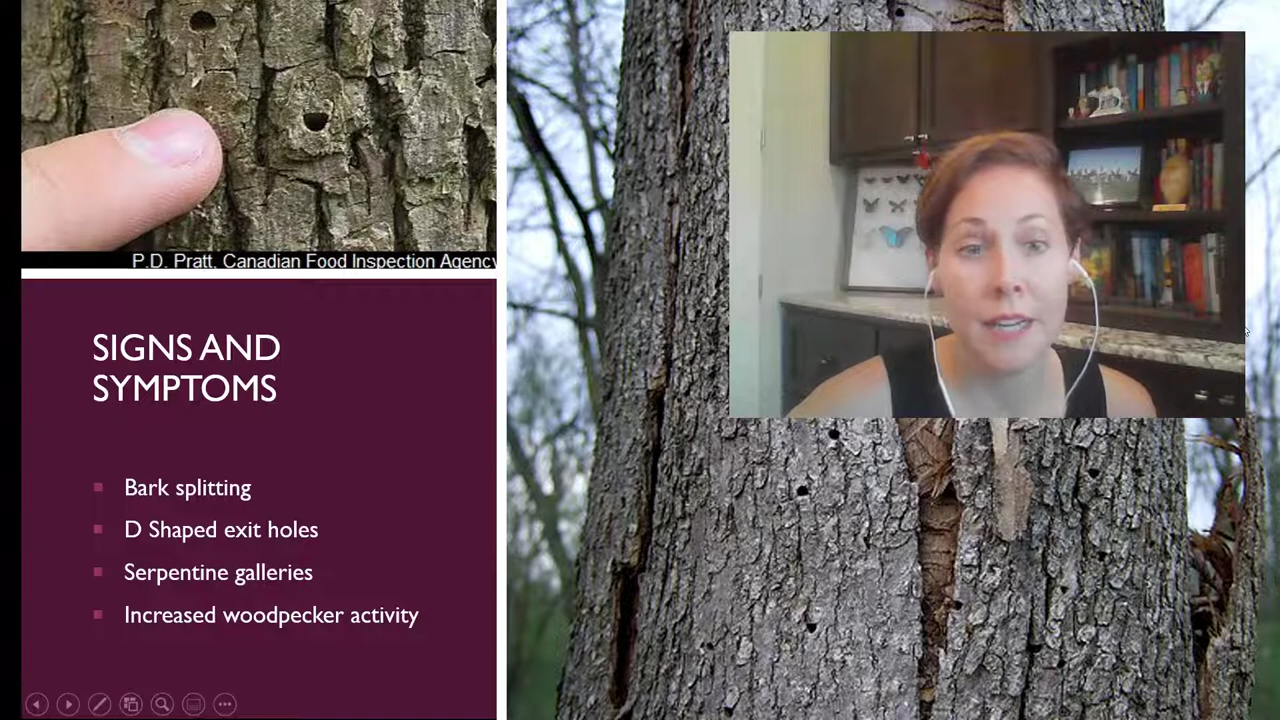 P.D. Pratt, Canadian Food Inspection Agency
SIGNS AND
SYMPTOMS
Bark splitting
D Shaped exit holes
Serpentine galleries
Increased woodpecker activity